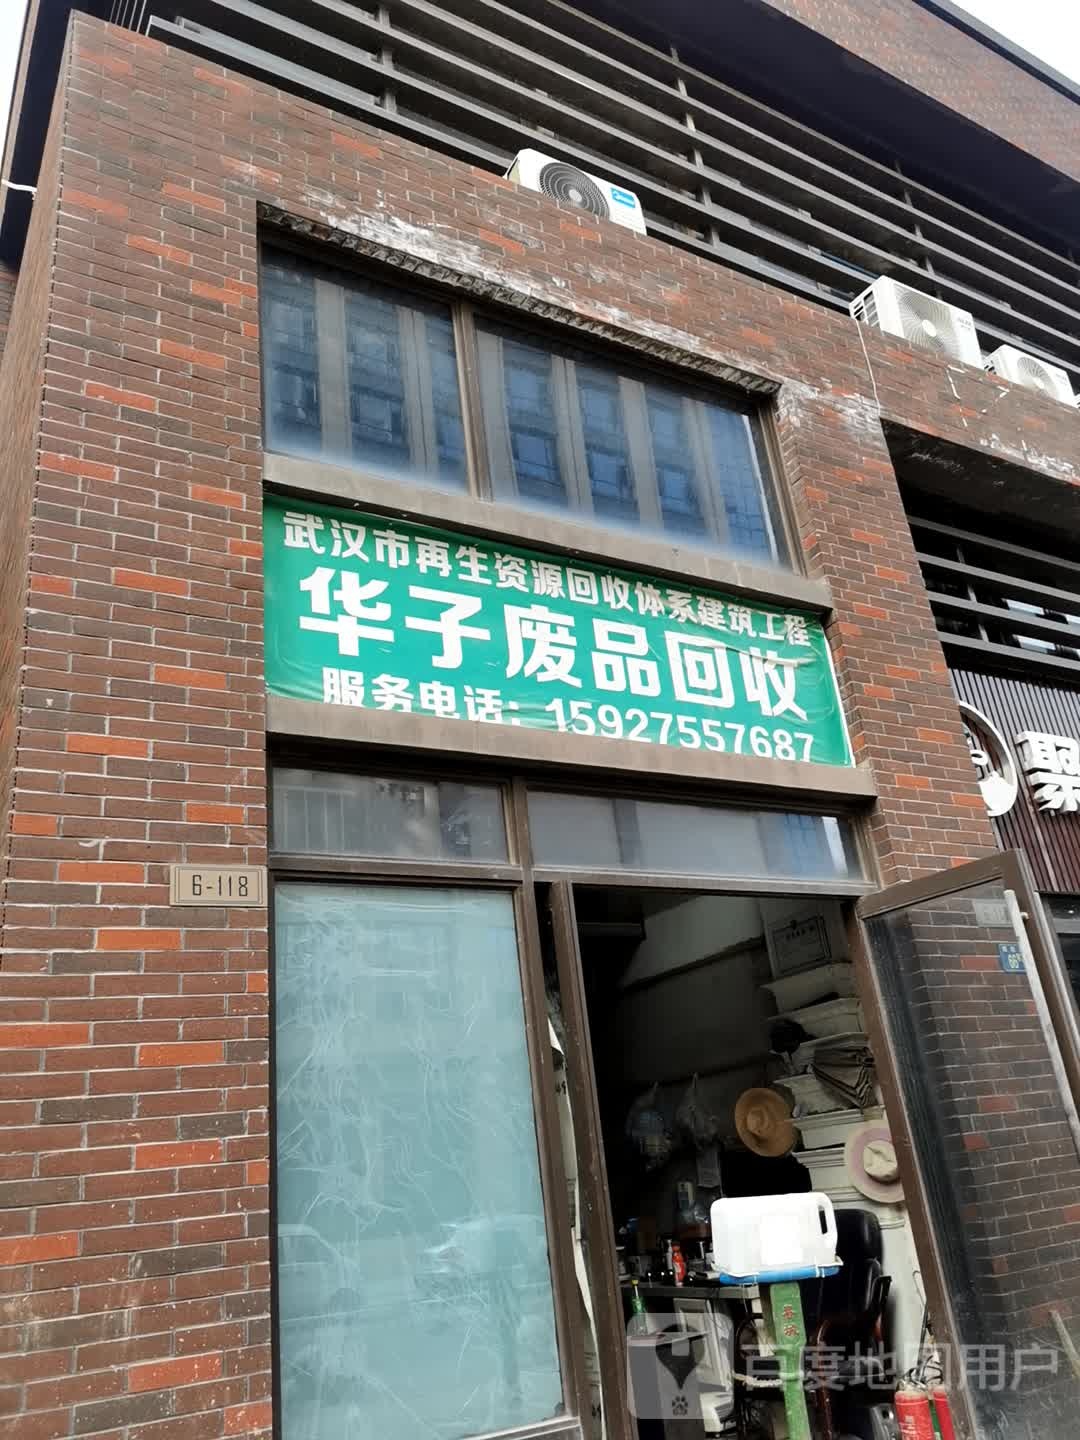 武汉市再生资源回收体系建筑工程
华子废品回收
服务电话：15927557687
聚
6-118
百度地图用户